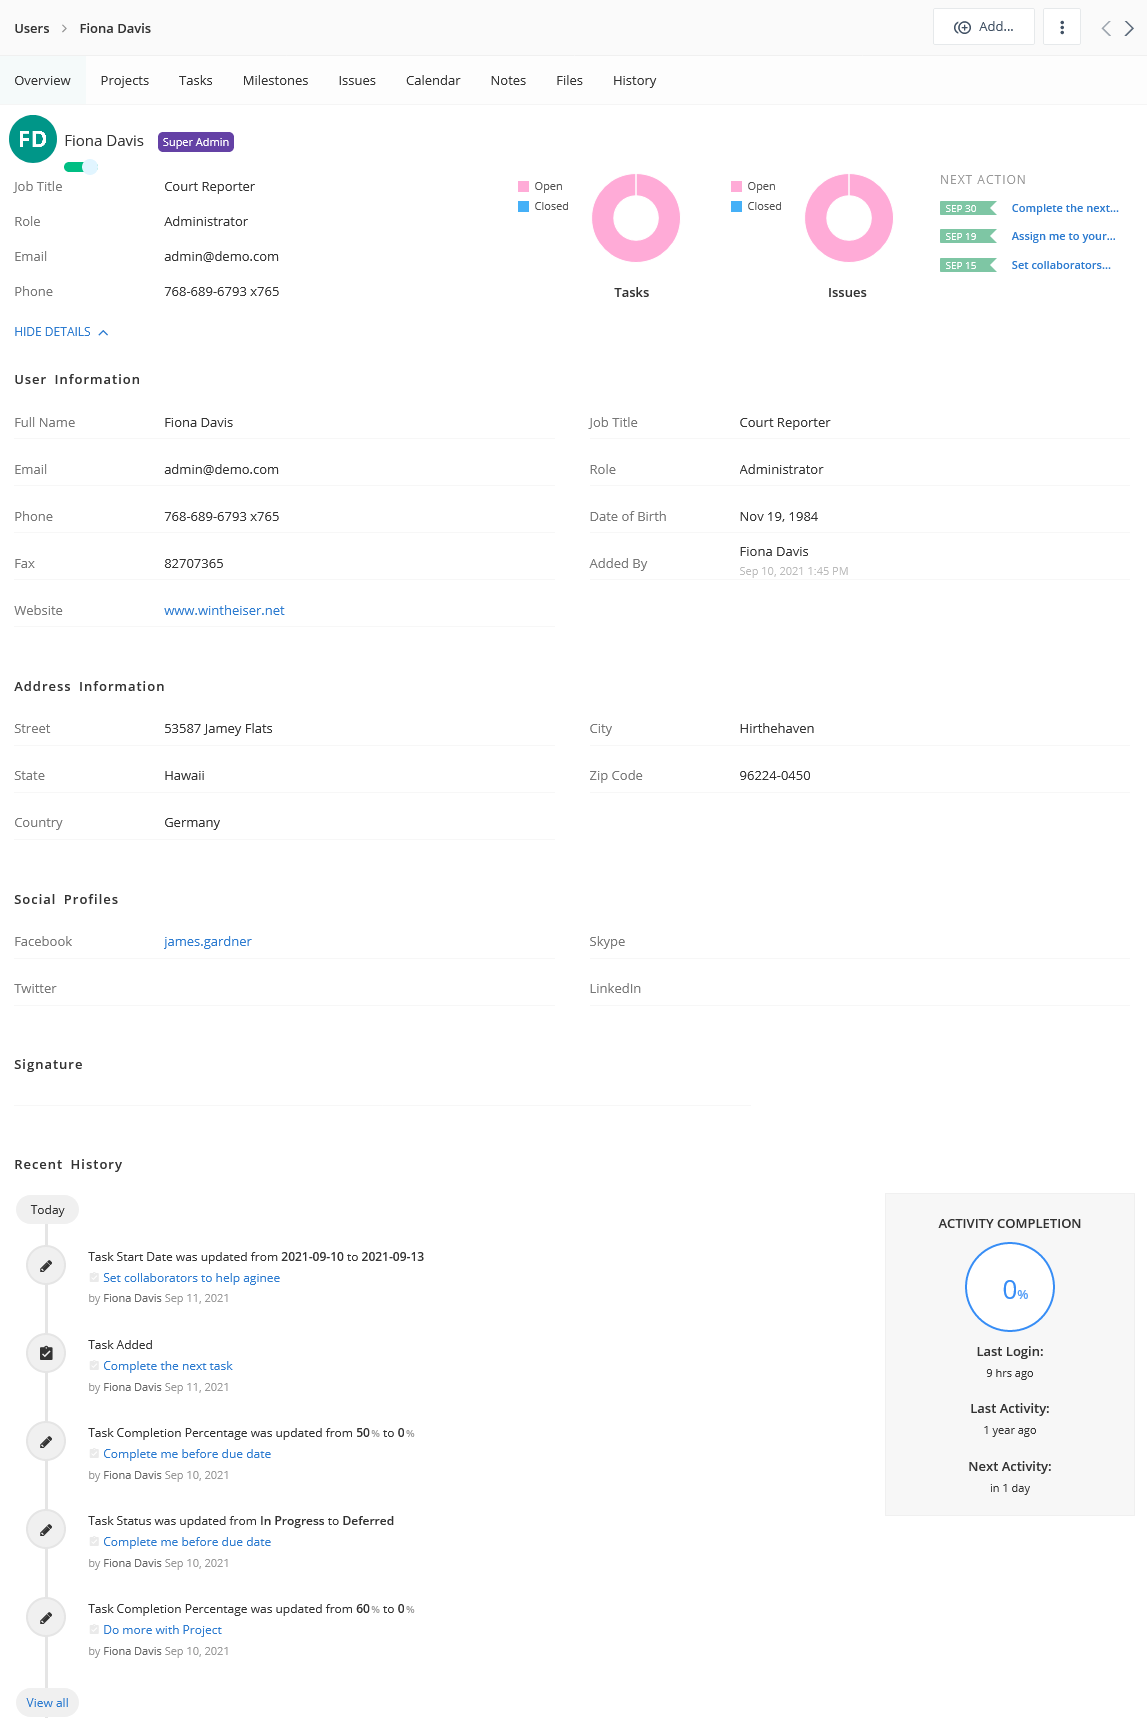 Users > Fiona Davis
Add...
Overview Projects Tasks Milestones Issues Calendar Notes Files History
FD
Fiona Davis Super Admin
Job Title Court Reporter
Role Administrator
Email admin@demo.com
Phone 768-689-6793 x765
Open
Closed
Tasks
Open
Closed
Issues
NEXT ACTION
SEP 30 Complete the next...
SEP 19 Assign me to your...
SEP 15 Set collaborators...
HIDE DETAILS
User Information
Full Name Fiona Davis
Job Title Court Reporter
Email admin@demo.com
Role Administrator
Phone 768-689-6793 x765
Date of Birth Nov 19, 1984
Fax 82707365
Added By Fiona Davis
Sep 10, 2021 1:45 PM
Website www.wintheiser.net
Address Information
Street 53587 Jamey Flats
City Hirthehaven
State Hawaii
Zip Code 96224-0450
Country Germany
Social Profiles
Facebook james.gardner
Skype
Twitter
LinkedIn
Signature
Recent History
Today
Task Start Date was updated from 2021-09-10 to 2021-09-13
Set collaborators to help aginee
by Fiona Davis Sep 11, 2021
Task Added
Complete the next task
by Fiona Davis Sep 11, 2021
Task Completion Percentage was updated from 50 % to 0 %
Complete me before due date
by Fiona Davis Sep 10, 2021
Task Status was updated from In Progress to Deferred
Complete me before due date
by Fiona Davis Sep 10, 2021
Task Completion Percentage was updated from 60 % to 0 %
Do more with Project
by Fiona Davis Sep 10, 2021
View all
ACTIVITY COMPLETION
0%
Last Login:
9 hrs ago
Last Activity:
1 year ago
Next Activity:
in 1 day